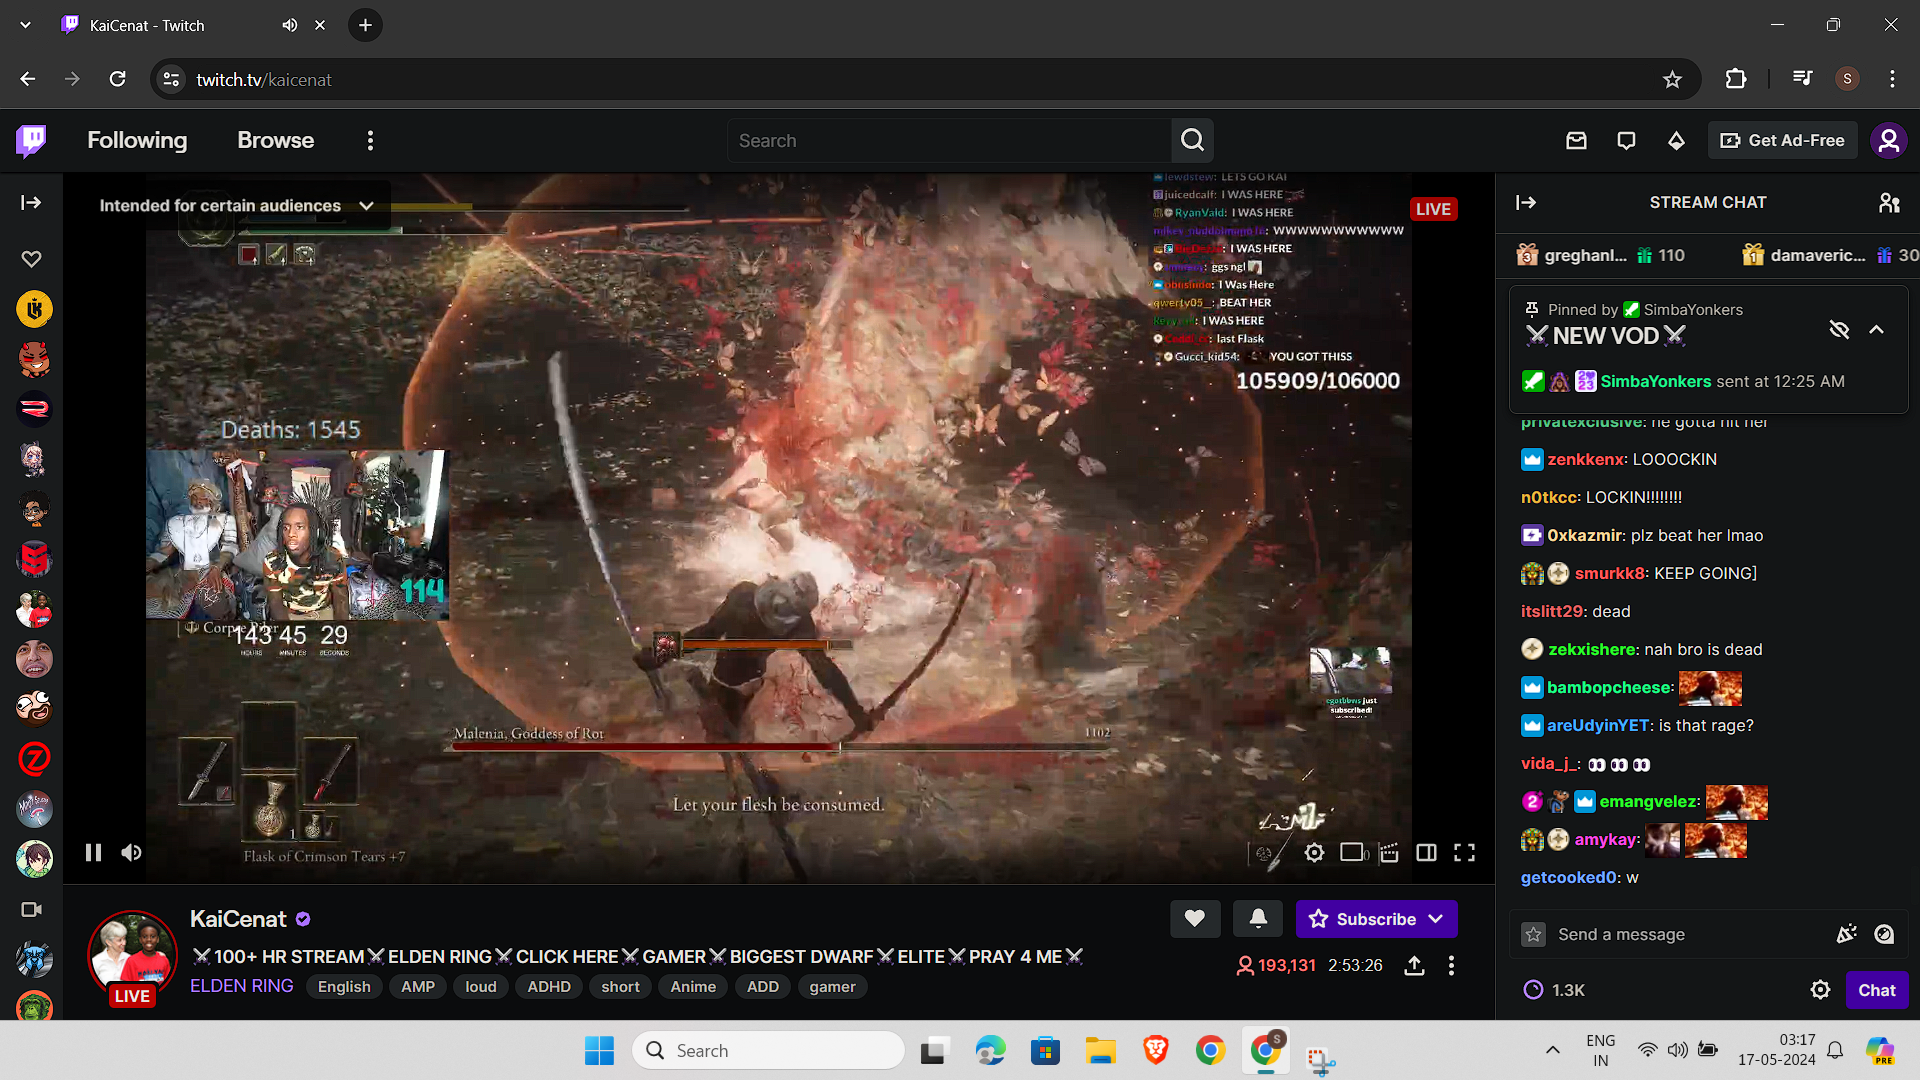 KaiCenat - Twitch
twitch.tv/kaicenat
S
Following
Browse
Search
Get Ad-Free
Intended for certain audiences
LIVE
lewdstew: LETS GO KAI
juicedcalf: I WAS HERE
RyanVald: I WAS HERE
WWWWWWWWWWWW
: I WAS HERE
: ggs ngl
: I Was Here
qwerty05_: BEAT HER
: I WAS HERE
: last Flask
Gucci_kid54: YOU GOT THISS
105909/106000
Deaths: 1545
114
143 45 29
HOURS MINUTES SECONDS
just
subscribed!
Malenia, Goddess of Rot
1102
Let your flesh be consumed.
1
Flask of Crimson Tears +7
STREAM CHAT
3 greghanl... 110
1 damaveric... 30
Pinned by SimbaYonkers
⚔NEW VOD⚔
SimbaYonkers sent at 12:25 AM
privatexclusive: he gotta hit her
zenkkenx: LOOOCKIN
n0tkcc: LOCKIN!!!!!!!!
0xkazmir: plz beat her lmao
smurkk8: KEEP GOING]
itslitt29: dead
zekxishere: nah bro is dead
bambopcheese:
areUdyinYET: is that rage?
vida_j_: 👀 👀 👀
2 emangvelez:
amykay:
getcooked0: w
Send a message
1.3K
Chat
KaiCenat
⚔100+ HR STREAM⚔ELDEN RING⚔CLICK HERE⚔GAMER⚔BIGGEST DWARF⚔ELITE⚔PRAY 4 ME⚔
ELDEN RING English AMP loud ADHD short Anime ADD gamer
LIVE
Subscribe
193,131 2:53:26
Search
S
ENG
IN
03:17
17-05-2024
PRE